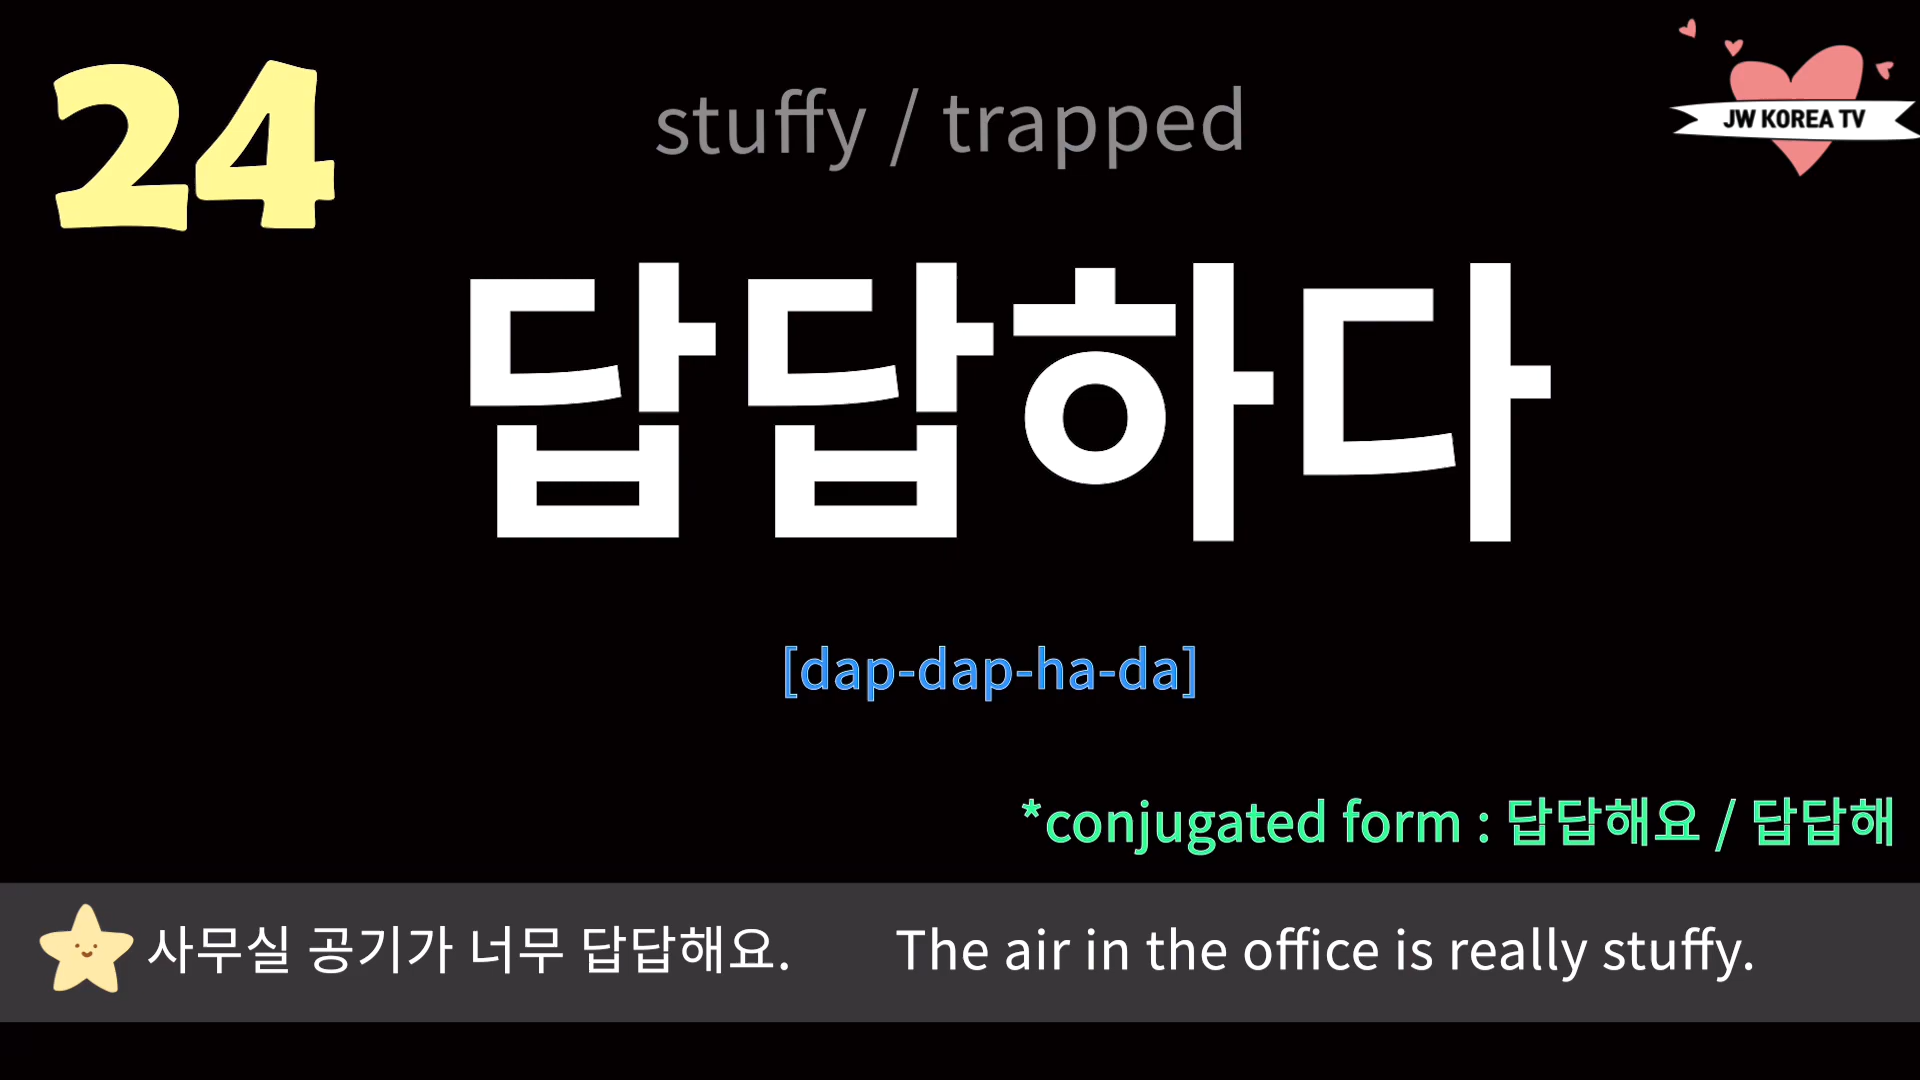 24
stuffy / trapped
JW KOREA TV
답답하다
[dap-dap-ha-da]
*conjugated form : 답답해요 / 답답해
사무실 공기가 너무 답답해요. The air in the office is really stuffy.